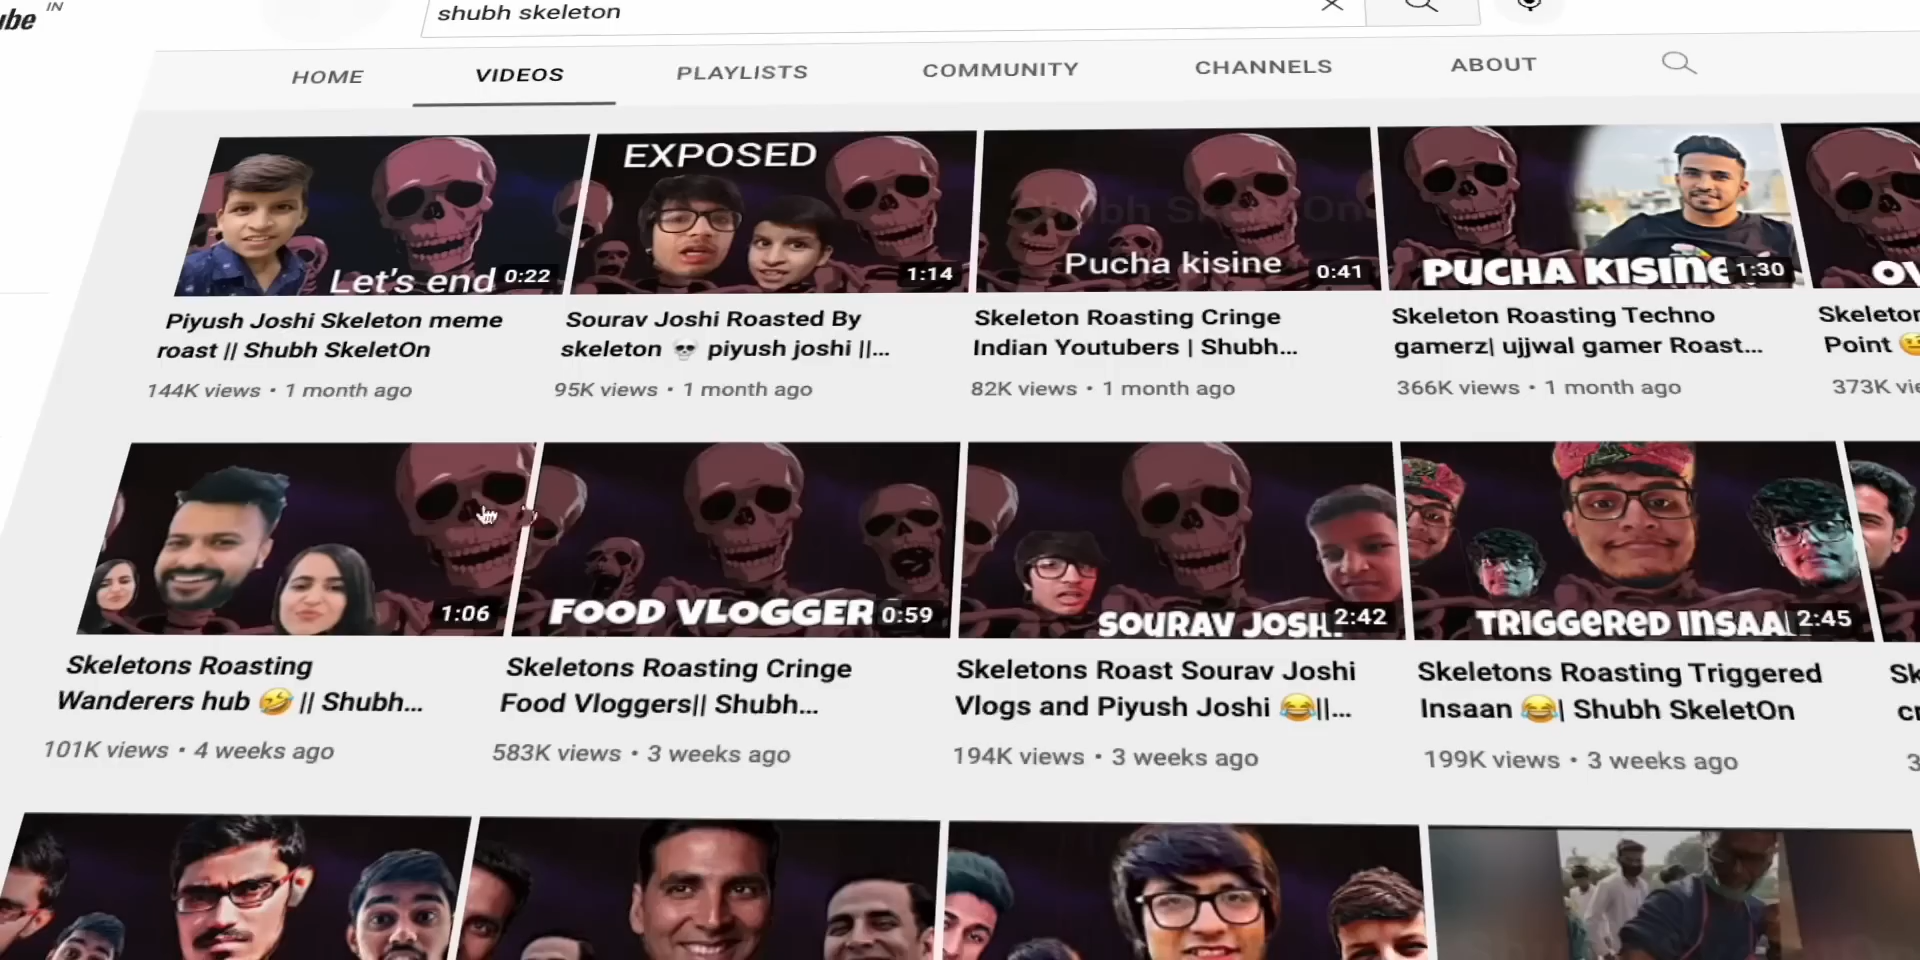 ube IN
shubh skeleton
HOME VIDEOS PLAYLISTS COMMUNITY CHANNELS ABOUT
Let's end 0:22
EXPOSED
1:14
Pucha kisine 0:41
PUCHA KISINE 1:30
Piyush Joshi Skeleton meme
roast || Shubh SkeletOn
144K views • 1 month ago
Sourav Joshi Roasted By
skeleton 💀 piyush joshi ||...
95K views • 1 month ago
Skeleton Roasting Cringe
Indian Youtubers | Shubh...
82K views • 1 month ago
Skeleton Roasting Techno
gamerz| ujjwal gamer Roast...
366K views • 1 month ago
Skeleton
Point
373K vie
1:06
FOOD VLOGGER 0:59
SOURAV JOSH 2:42
TRIGGERED INSAA 2:45
Skeletons Roasting
Wanderers hub 🤣 || Shubh...
101K views • 4 weeks ago
Skeletons Roasting Cringe
Food Vloggers|| Shubh...
583K views • 3 weeks ago
Skeletons Roast Sourav Joshi
Vlogs and Piyush Joshi 😂||...
194K views • 3 weeks ago
Skeletons Roasting Triggered
Insaan 😂| Shubh SkeletOn
199K views • 3 weeks ago
Sk
cr
3